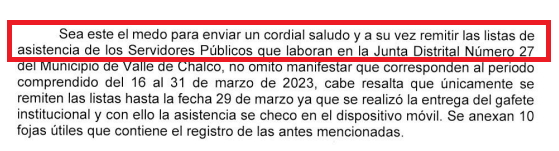 Sea este el medo para enviar un cordial saludo y a su vez remitir las listas de
asistencia de los Servidores Públicos que laboran en la Junta Distrital Número 27
del Municipio de Valle de Chalco, no omito manifestar que corresponden al periodo
comprendido del 16 al 31 de marzo de 2023, cabe resalta que únicamente se
remiten las listas hasta la fecha 29 de marzo ya que se realizó la entrega del gafete
institucional y con ello la asistencia se checo en el dispositivo móvil. Se anexan 10
fojas útiles que contiene el registro de las antes mencionadas.